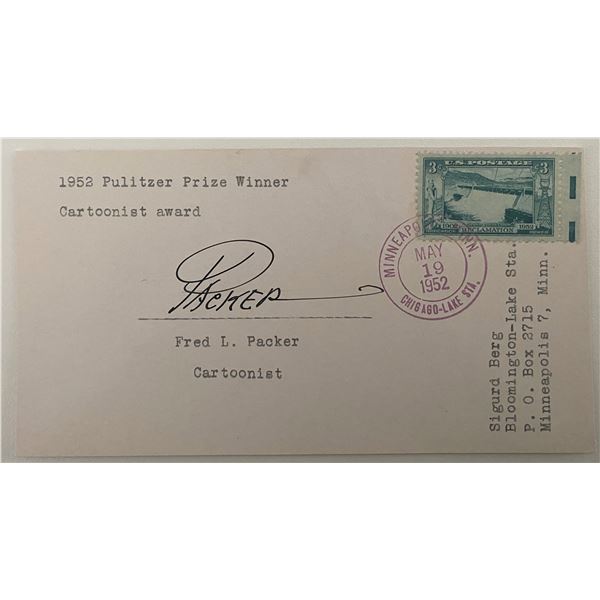 1952 Pulitzer Prize Winner
Cartoonist award
PACKER
Fred L. Packer
Cartoonist
3¢ U.S. POSTAGE 3¢
1902 RECLAMATION 1952
MINNEAPOLIS, MINN.
MAY
19
1952
CHICAGO-LAKE STA.
Sigurd Berg
Bloomington-Lake Sta.
P. O. Box 2715
Minneapolis 7, Minn.